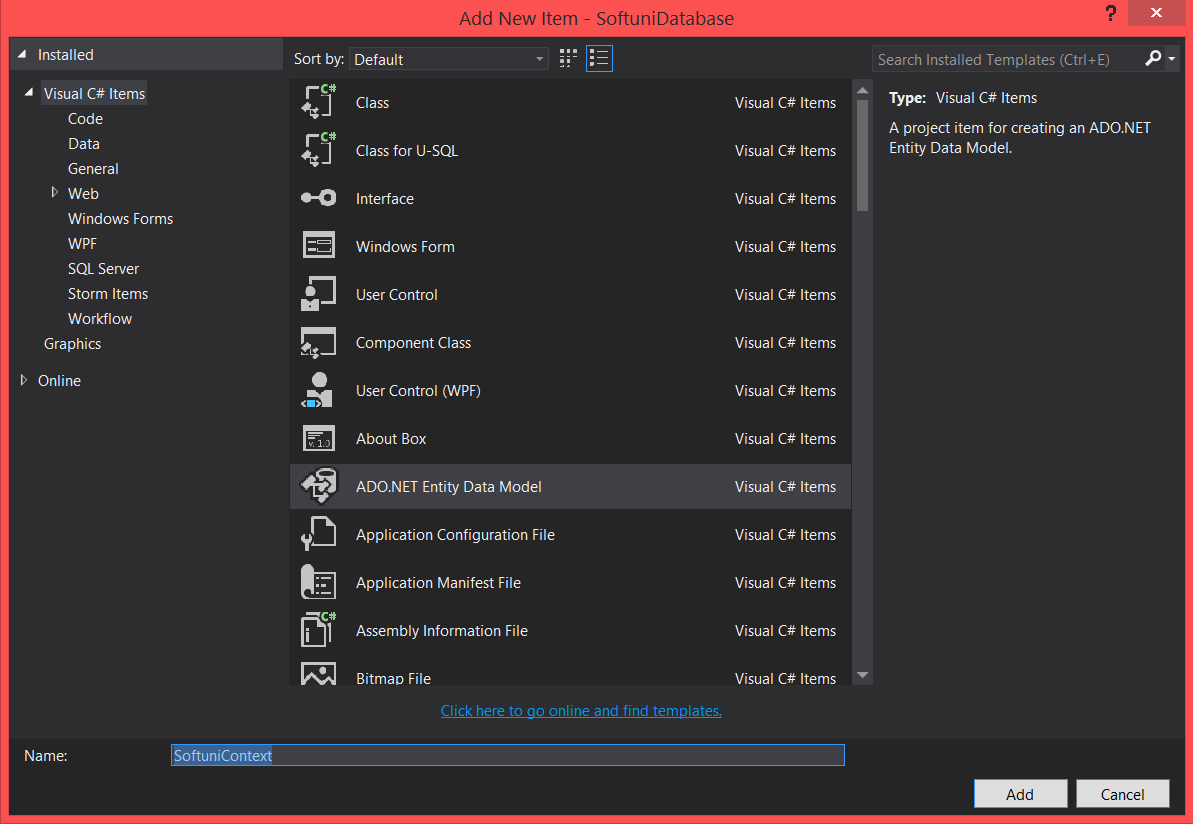 Add New Item - SoftuniDatabase
?
Installed
Visual C# Items
Code
Data
General
Web
Windows Forms
WPF
SQL Server
Storm Items
Workflow
Graphics
Online
Sort by: Default
Search Installed Templates (Ctrl+E)
C# Class Visual C# Items
C# Class for U-SQL Visual C# Items
Interface Visual C# Items
Windows Form Visual C# Items
User Control Visual C# Items
Component Class Visual C# Items
User Control (WPF) Visual C# Items
v. 1.0 About Box Visual C# Items
ADO.NET Entity Data Model Visual C# Items
Application Configuration File Visual C# Items
Application Manifest File Visual C# Items
C# Assembly Information File Visual C# Items
Bitmap File Visual C# Items
Click here to go online and find templates.
Type: Visual C# Items
A project item for creating an ADO.NET
Entity Data Model.
Name: SoftuniContext
Add Cancel